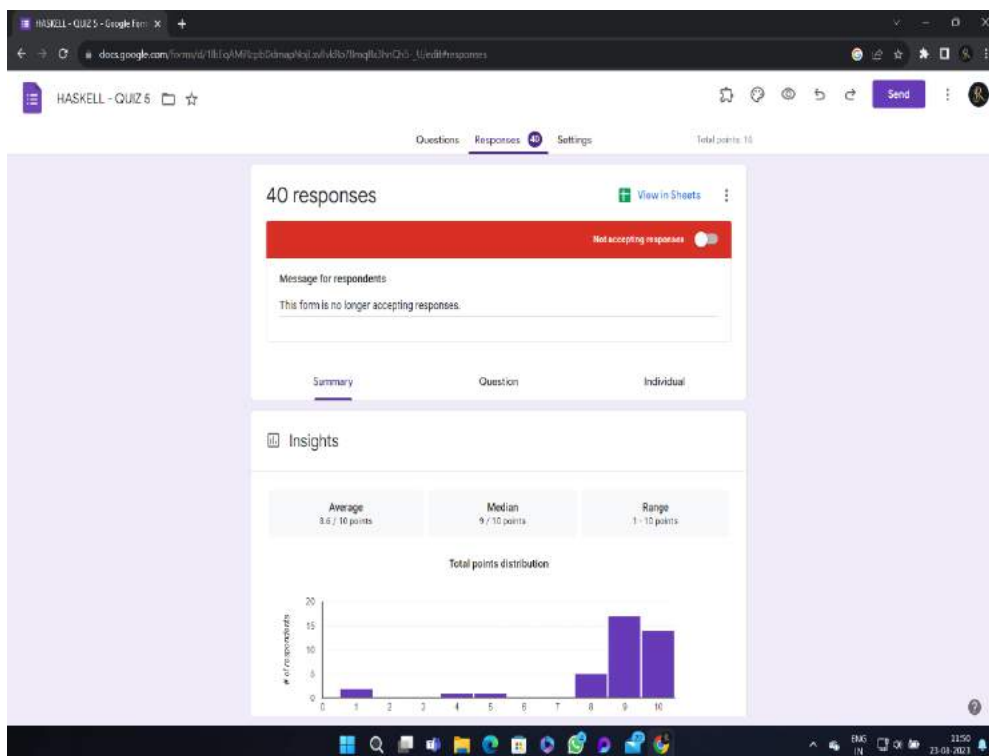 HASKELL - QUIZ 5 - Google Form
HASKELL - QUIZ 5
Send
Questions Responses 40 Settings
Total points: 10
40 responses
View in Sheets
Not accepting responses
Message for respondents
This form is no longer accepting responses.
Summary Question Individual
Insights
Average Median Range
8.6 / 10 points 9 / 10 points 1 - 10 points
Total points distribution
# of respondents
20
15
10
5
0
0 1 2 3 4 5 6 7 8 9 10
ENG
IN
11:50